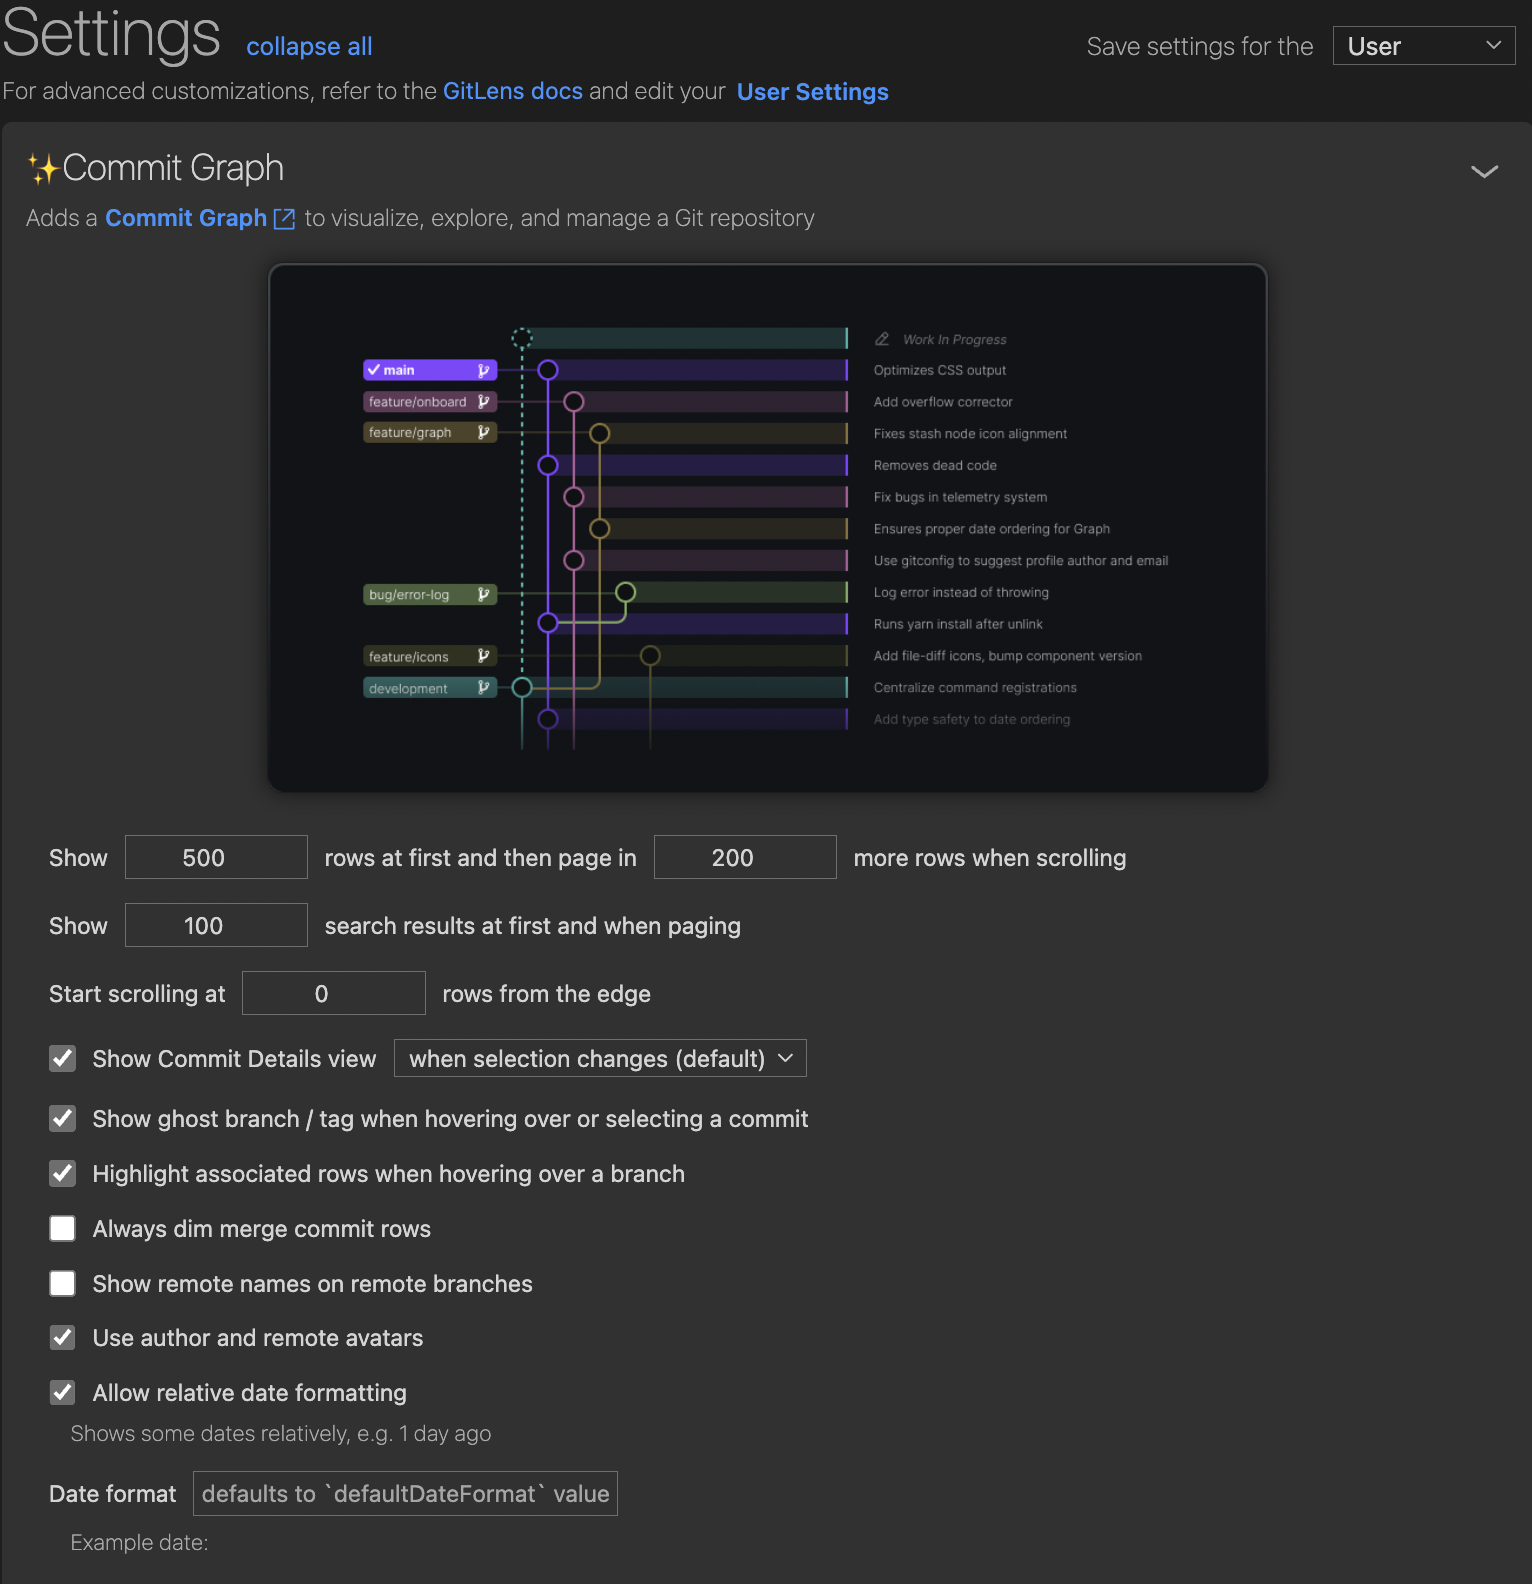 Settings collapse all Save settings for the User
For advanced customizations, refer to the GitLens docs and edit your User Settings
✨Commit Graph
Adds a Commit Graph to visualize, explore, and manage a Git repository
Work In Progress
main Optimizes CSS output
feature/onboard Add overflow corrector
feature/graph Fixes stash node icon alignment
Removes dead code
Fix bugs in telemetry system
Ensures proper date ordering for Graph
Use gitconfig to suggest profile author and email
bug/error-log Log error instead of throwing
Runs yarn install after unlink
feature/icons Add file-diff icons, bump component version
development Centralize command registrations
Add type safety to date ordering
Show 500 rows at first and then page in 200 more rows when scrolling
Show 100 search results at first and when paging
Start scrolling at 0 rows from the edge
Show Commit Details view when selection changes (default)
Show ghost branch / tag when hovering over or selecting a commit
Highlight associated rows when hovering over a branch
Always dim merge commit rows
Show remote names on remote branches
Use author and remote avatars
Allow relative date formatting
Shows some dates relatively, e.g. 1 day ago
Date format defaults to `defaultDateFormat` value
Example date: